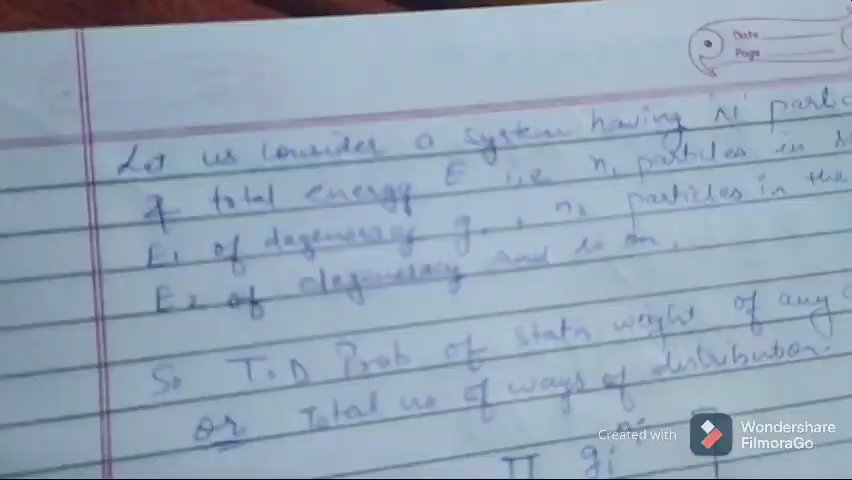 Date
Page
Let us consider a system having 'N' partic
& total energy E i.e n, particles in
E1 of degeneracy g1, n2 particles in the
E2 of degeneracy and so on.
So T.D Prob of state weight of any
or Total no of ways of distribution.
Created with Wondershare FilmoraGo
π gi ni